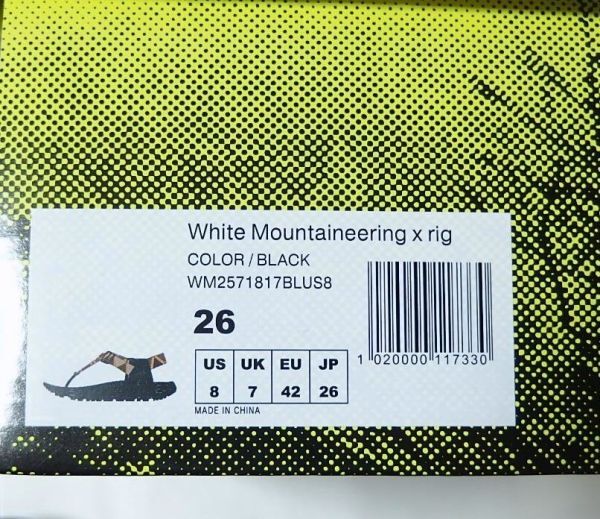 White Mountaineering x rig
COLOR / BLACK
WM2571817BLUS8
26
US UK EU JP
8 7 42 26
MADE IN CHINA
1 020000 117330